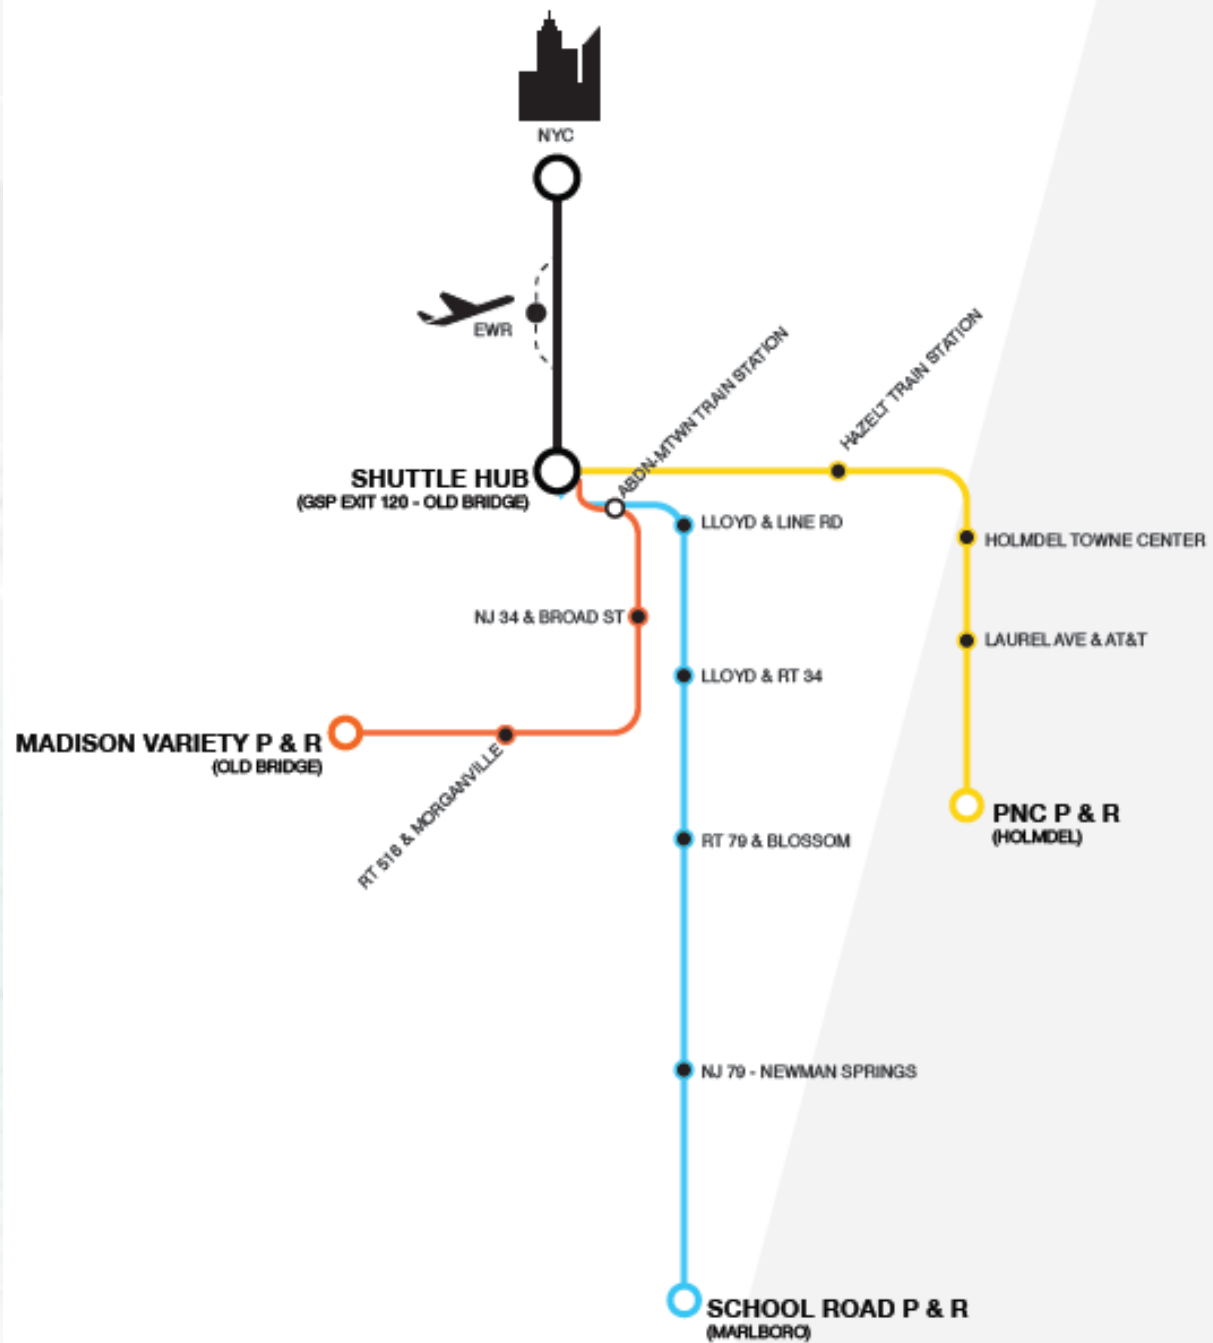 NYC
EWR
ABDN-MTWN TRAIN STATION
HAZELT TRAIN STATION
SHUTTLE HUB
(GSP EXIT 120 - OLD BRIDGE)
LLOYD & LINE RD
HOLMDEL TOWNE CENTER
NJ 34 & BROAD ST
LAUREL AVE & AT&T
LLOYD & RT 34
MADISON VARIETY P & R
(OLD BRIDGE)
RT 516 & MORGANVILLE
PNC P & R
(HOLMDEL)
RT 79 & BLOSSOM
NJ 79 - NEWMAN SPRINGS
SCHOOL ROAD P & R
(MARLBORO)